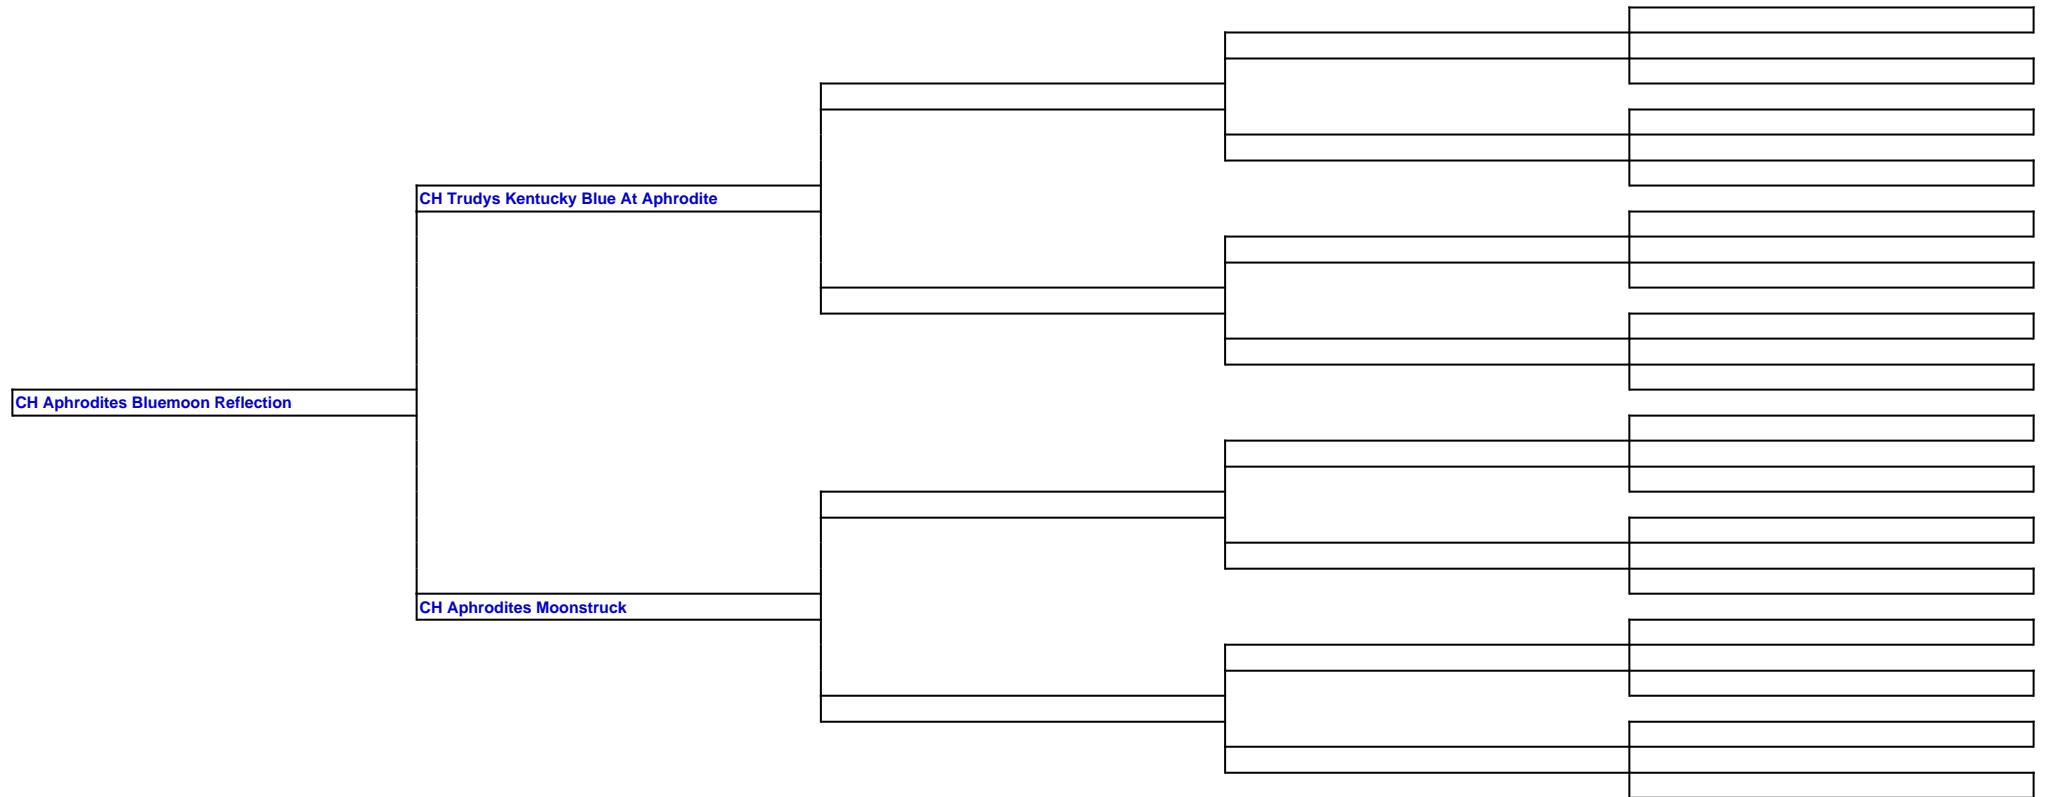 CH Trudys Kentucky Blue At Aphrodite
CH Aphrodites Bluemoon Reflection
CH Aphrodites Moonstruck